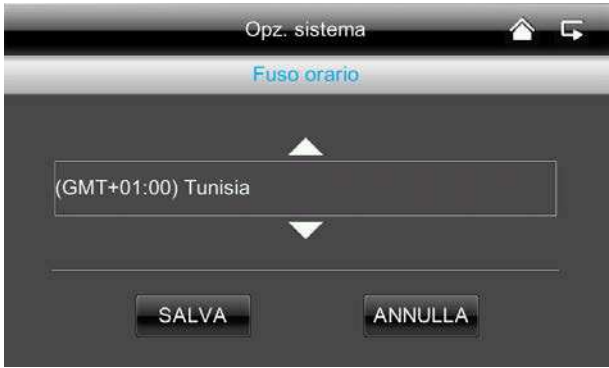 Opz. sistema
Fuso orario
(GMT+01:00) Tunisia
SALVA ANNULLA